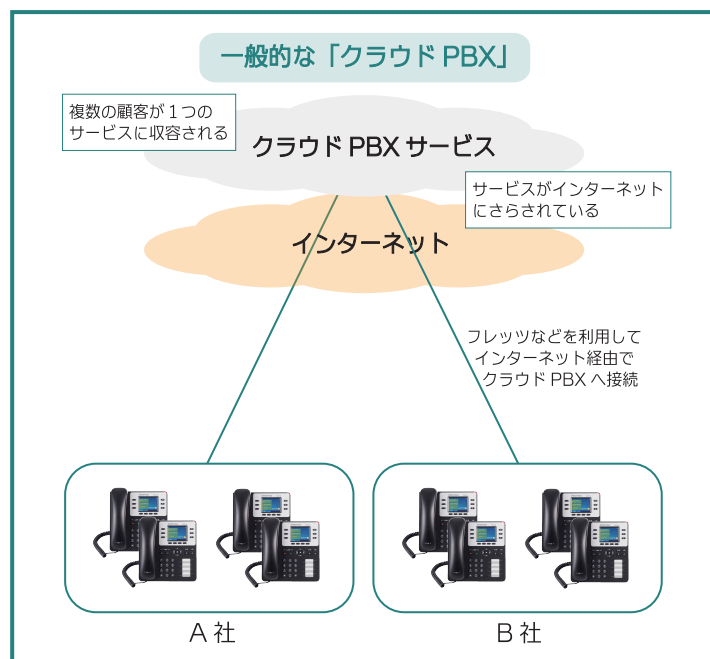 一般的な「クラウド PBX」
複数の顧客が１つの
サービスに収容される
クラウド PBX サービス
サービスがインターネット
にさらされている
インターネット
フレッツなどを利用して
インターネット経由で
クラウド PBX へ接続
A 社
B 社